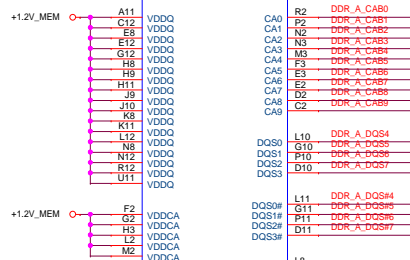 +1.2V_MEM
A11 VDDQ
C12 VDDQ
E8 VDDQ
E12 VDDQ
G12 VDDQ
H8 VDDQ
H9 VDDQ
H11 VDDQ
J9 VDDQ
J10 VDDQ
K8 VDDQ
K11 VDDQ
L12 VDDQ
N8 VDDQ
N12 VDDQ
R12 VDDQ
U11 VDDQ
+1.2V_MEM
F2 VDDCA
G2 VDDCA
H3 VDDCA
L2 VDDCA
M2 VDDCA
CA0 R2 DDR_A_CAB0
CA1 P2 DDR_A_CAB1
CA2 N2 DDR_A_CAB2
CA3 N3 DDR_A_CAB3
CA4 M3 DDR_A_CAB4
CA5 F3 DDR_A_CAB5
CA6 E3 DDR_A_CAB6
CA7 E2 DDR_A_CAB7
CA8 D2 DDR_A_CAB8
CA9 C2 DDR_A_CAB9
DQS0 L10 DDR_A_DQS4
DQS1 G10 DDR_A_DQS5
DQS2 P10 DDR_A_DQS6
DQS3 D10 DDR_A_DQS7
DQS0# L11 DDR_A_DQS#4
DQS1# G11 DDR_A_DQS#5
DQS2# P11 DDR_A_DQS#6
DQS3# D11 DDR_A_DQS#7